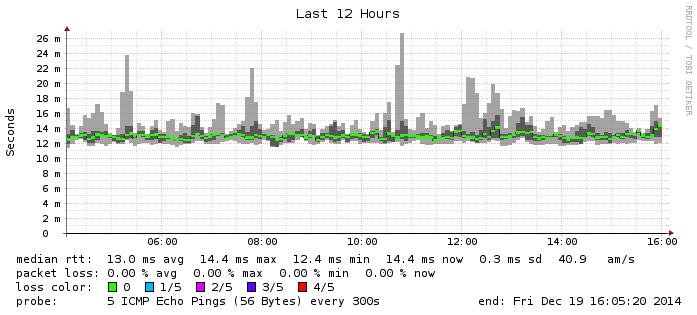 Last 12 Hours
RRDTOOL / TOBI OETIKER
Seconds
26 m
24 m
22 m
20 m
18 m
16 m
14 m
12 m
10 m
8 m
6 m
4 m
2 m
0
06:00 08:00 10:00 12:00 14:00 16:00
median rtt: 13.0 ms avg 14.4 ms max 12.4 ms min 14.4 ms now 0.3 ms sd 40.9 am/s
packet loss: 0.00 % avg 0.00 % max 0.00 % min 0.00 % now
loss color: 0 1/5 2/5 3/5 4/5
probe: 5 ICMP Echo Pings (56 Bytes) every 300s end: Fri Dec 19 16:05:20 2014